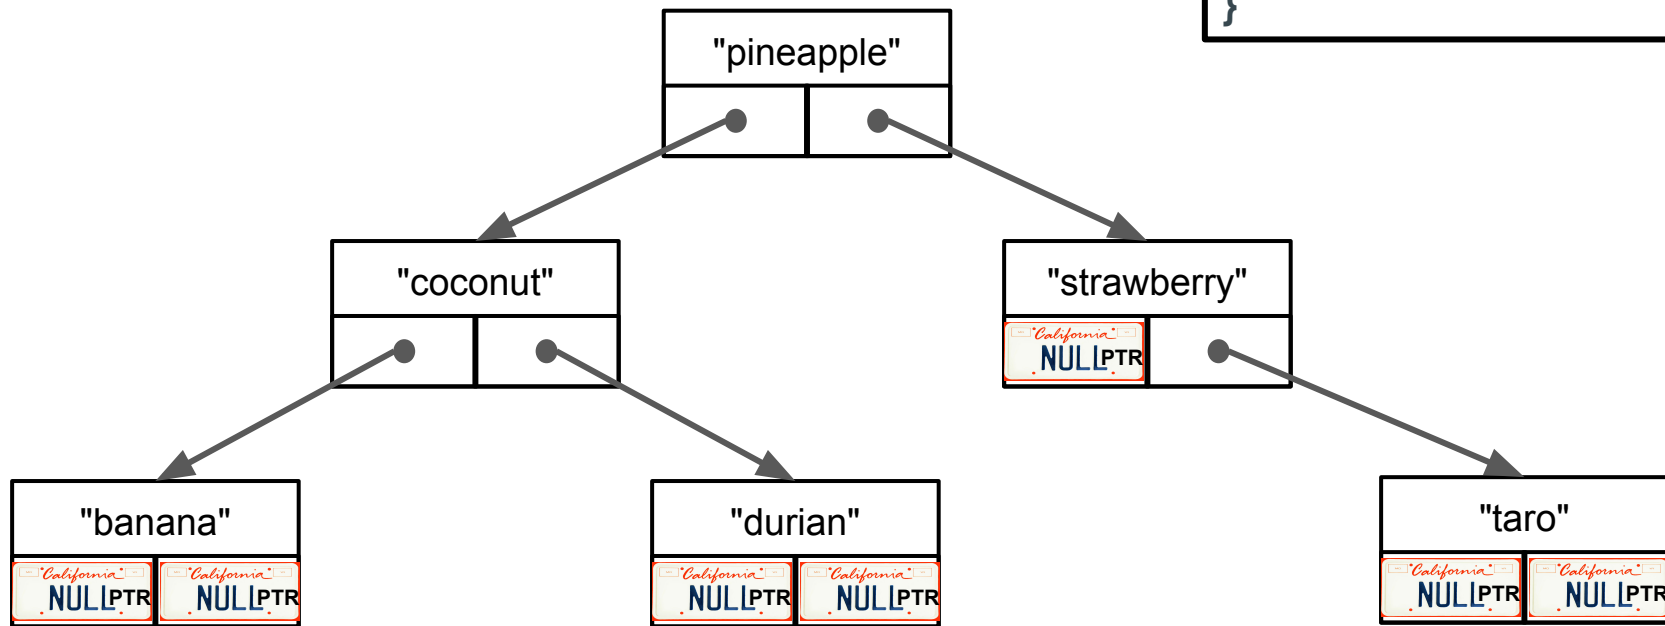 }
"pineapple"
"coconut"
"strawberry"
California
NULLPTR
"banana"
"durian"
"taro"
California California
NULLPTR NULLPTR
California California
NULLPTR NULLPTR
California California
NULLPTR NULLPTR